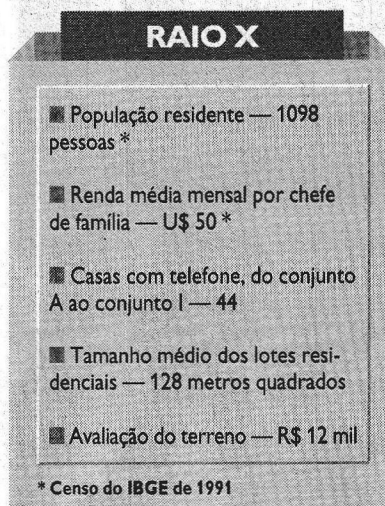 RAIO X
■ População residente — 1098
pessoas *
■ Renda média mensal por chefe
de família — U$ 50 *
■ Casas com telefone, do conjunto
A ao conjunto I — 44
■ Tamanho médio dos lotes resi-
denciais — 128 metros quadrados
■ Avaliação do terreno — R$ 12 mil
* Censo do IBGE de 1991